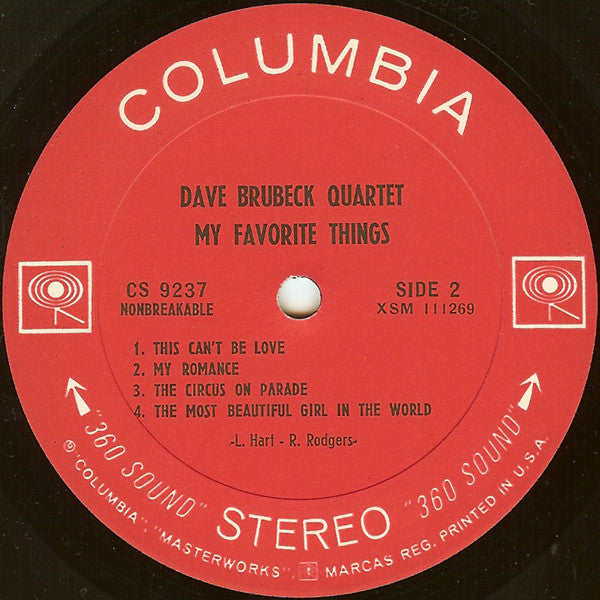 COLUMBIA
DAVE BRUBECK QUARTET
MY FAVORITE THINGS
CS 9237
NONBREAKABLE
SIDE 2
XSM 111269
1. THIS CAN'T BE LOVE
2. MY ROMANCE
3. THE CIRCUS ON PARADE
4. THE MOST BEAUTIFUL GIRL IN THE WORLD
-L. Hart - R. Rodgers-
"360 SOUND" STEREO "360 SOUND"
℗ "COLUMBIA", "MASTERWORKS", MARCAS REG. PRINTED IN U.S.A.